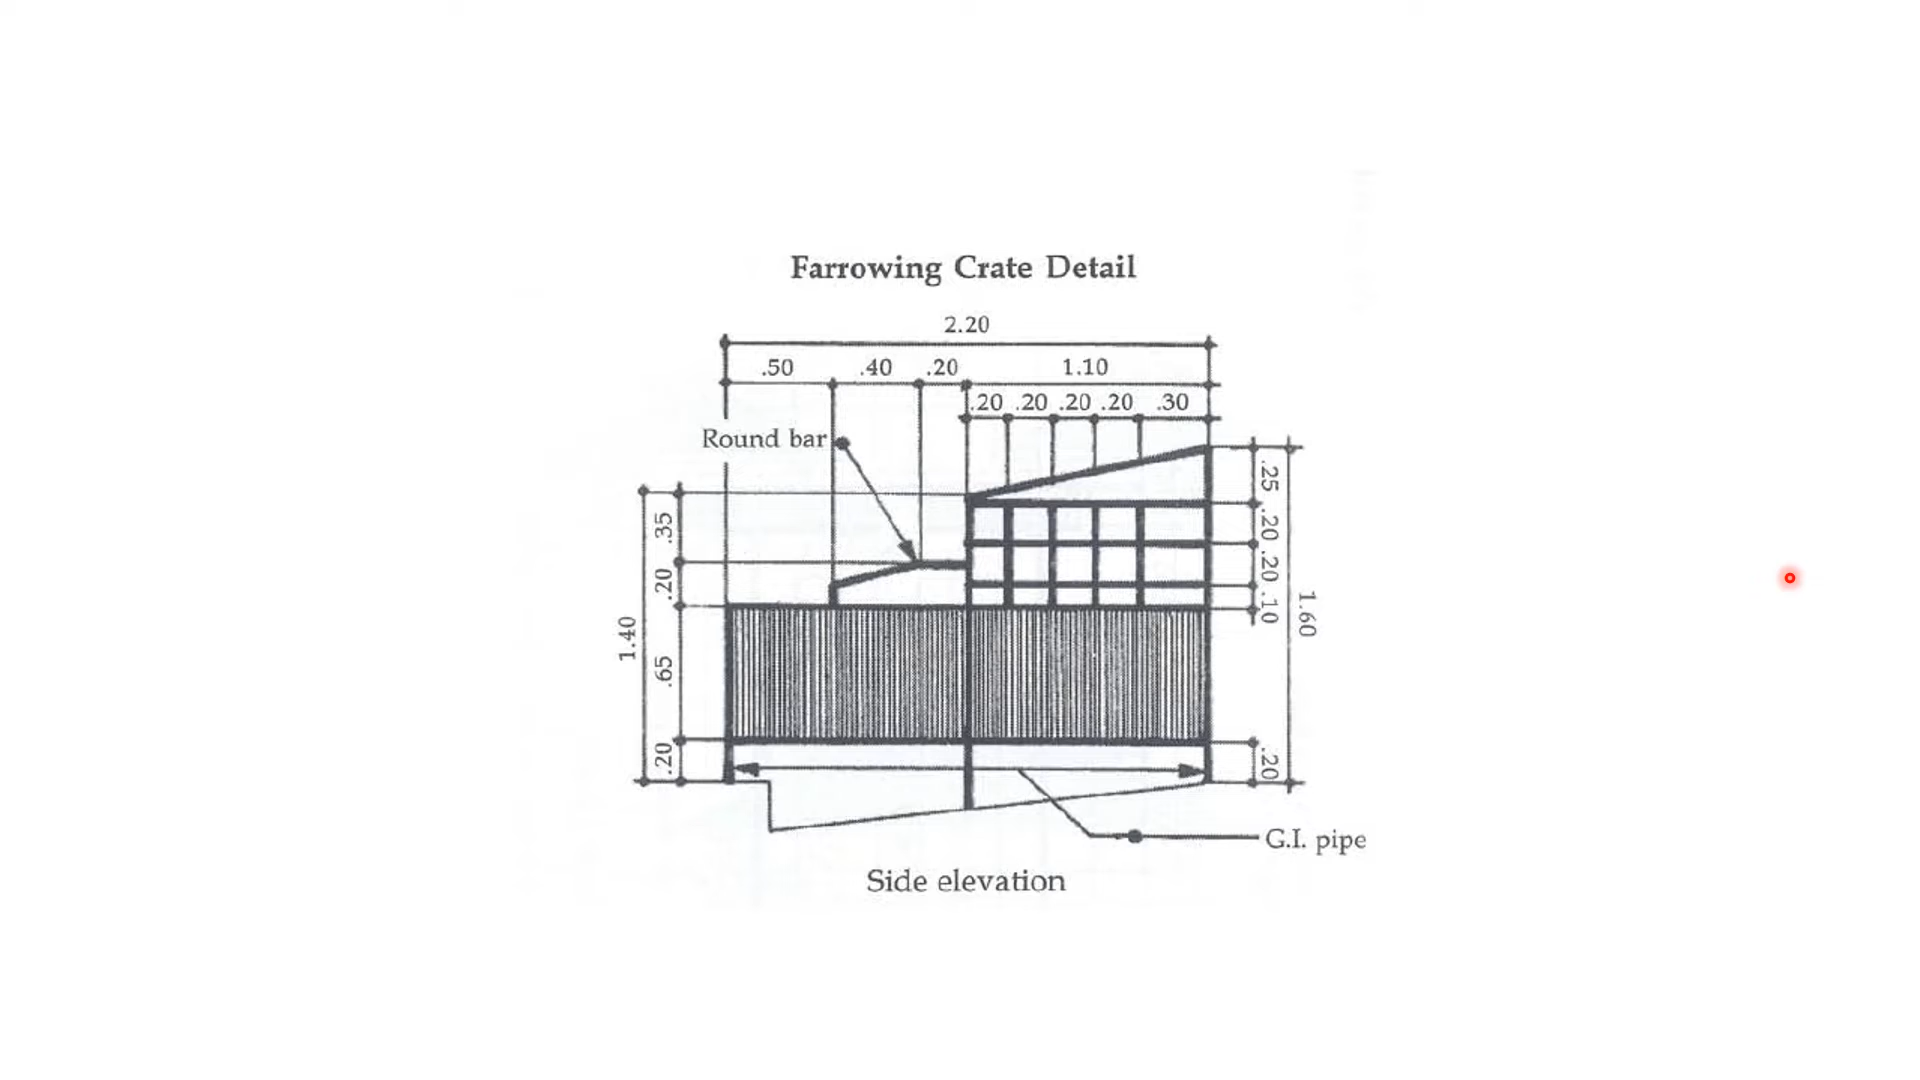 Farrowing Crate Detail
2.20
.50 .40 .20 1.10
.20 .20 .20 .20 .30
Round bar
.25
.35
.20
.20
.20
.10
1.60
1.40
.65
.20
.20
G.I. pipe
Side elevation